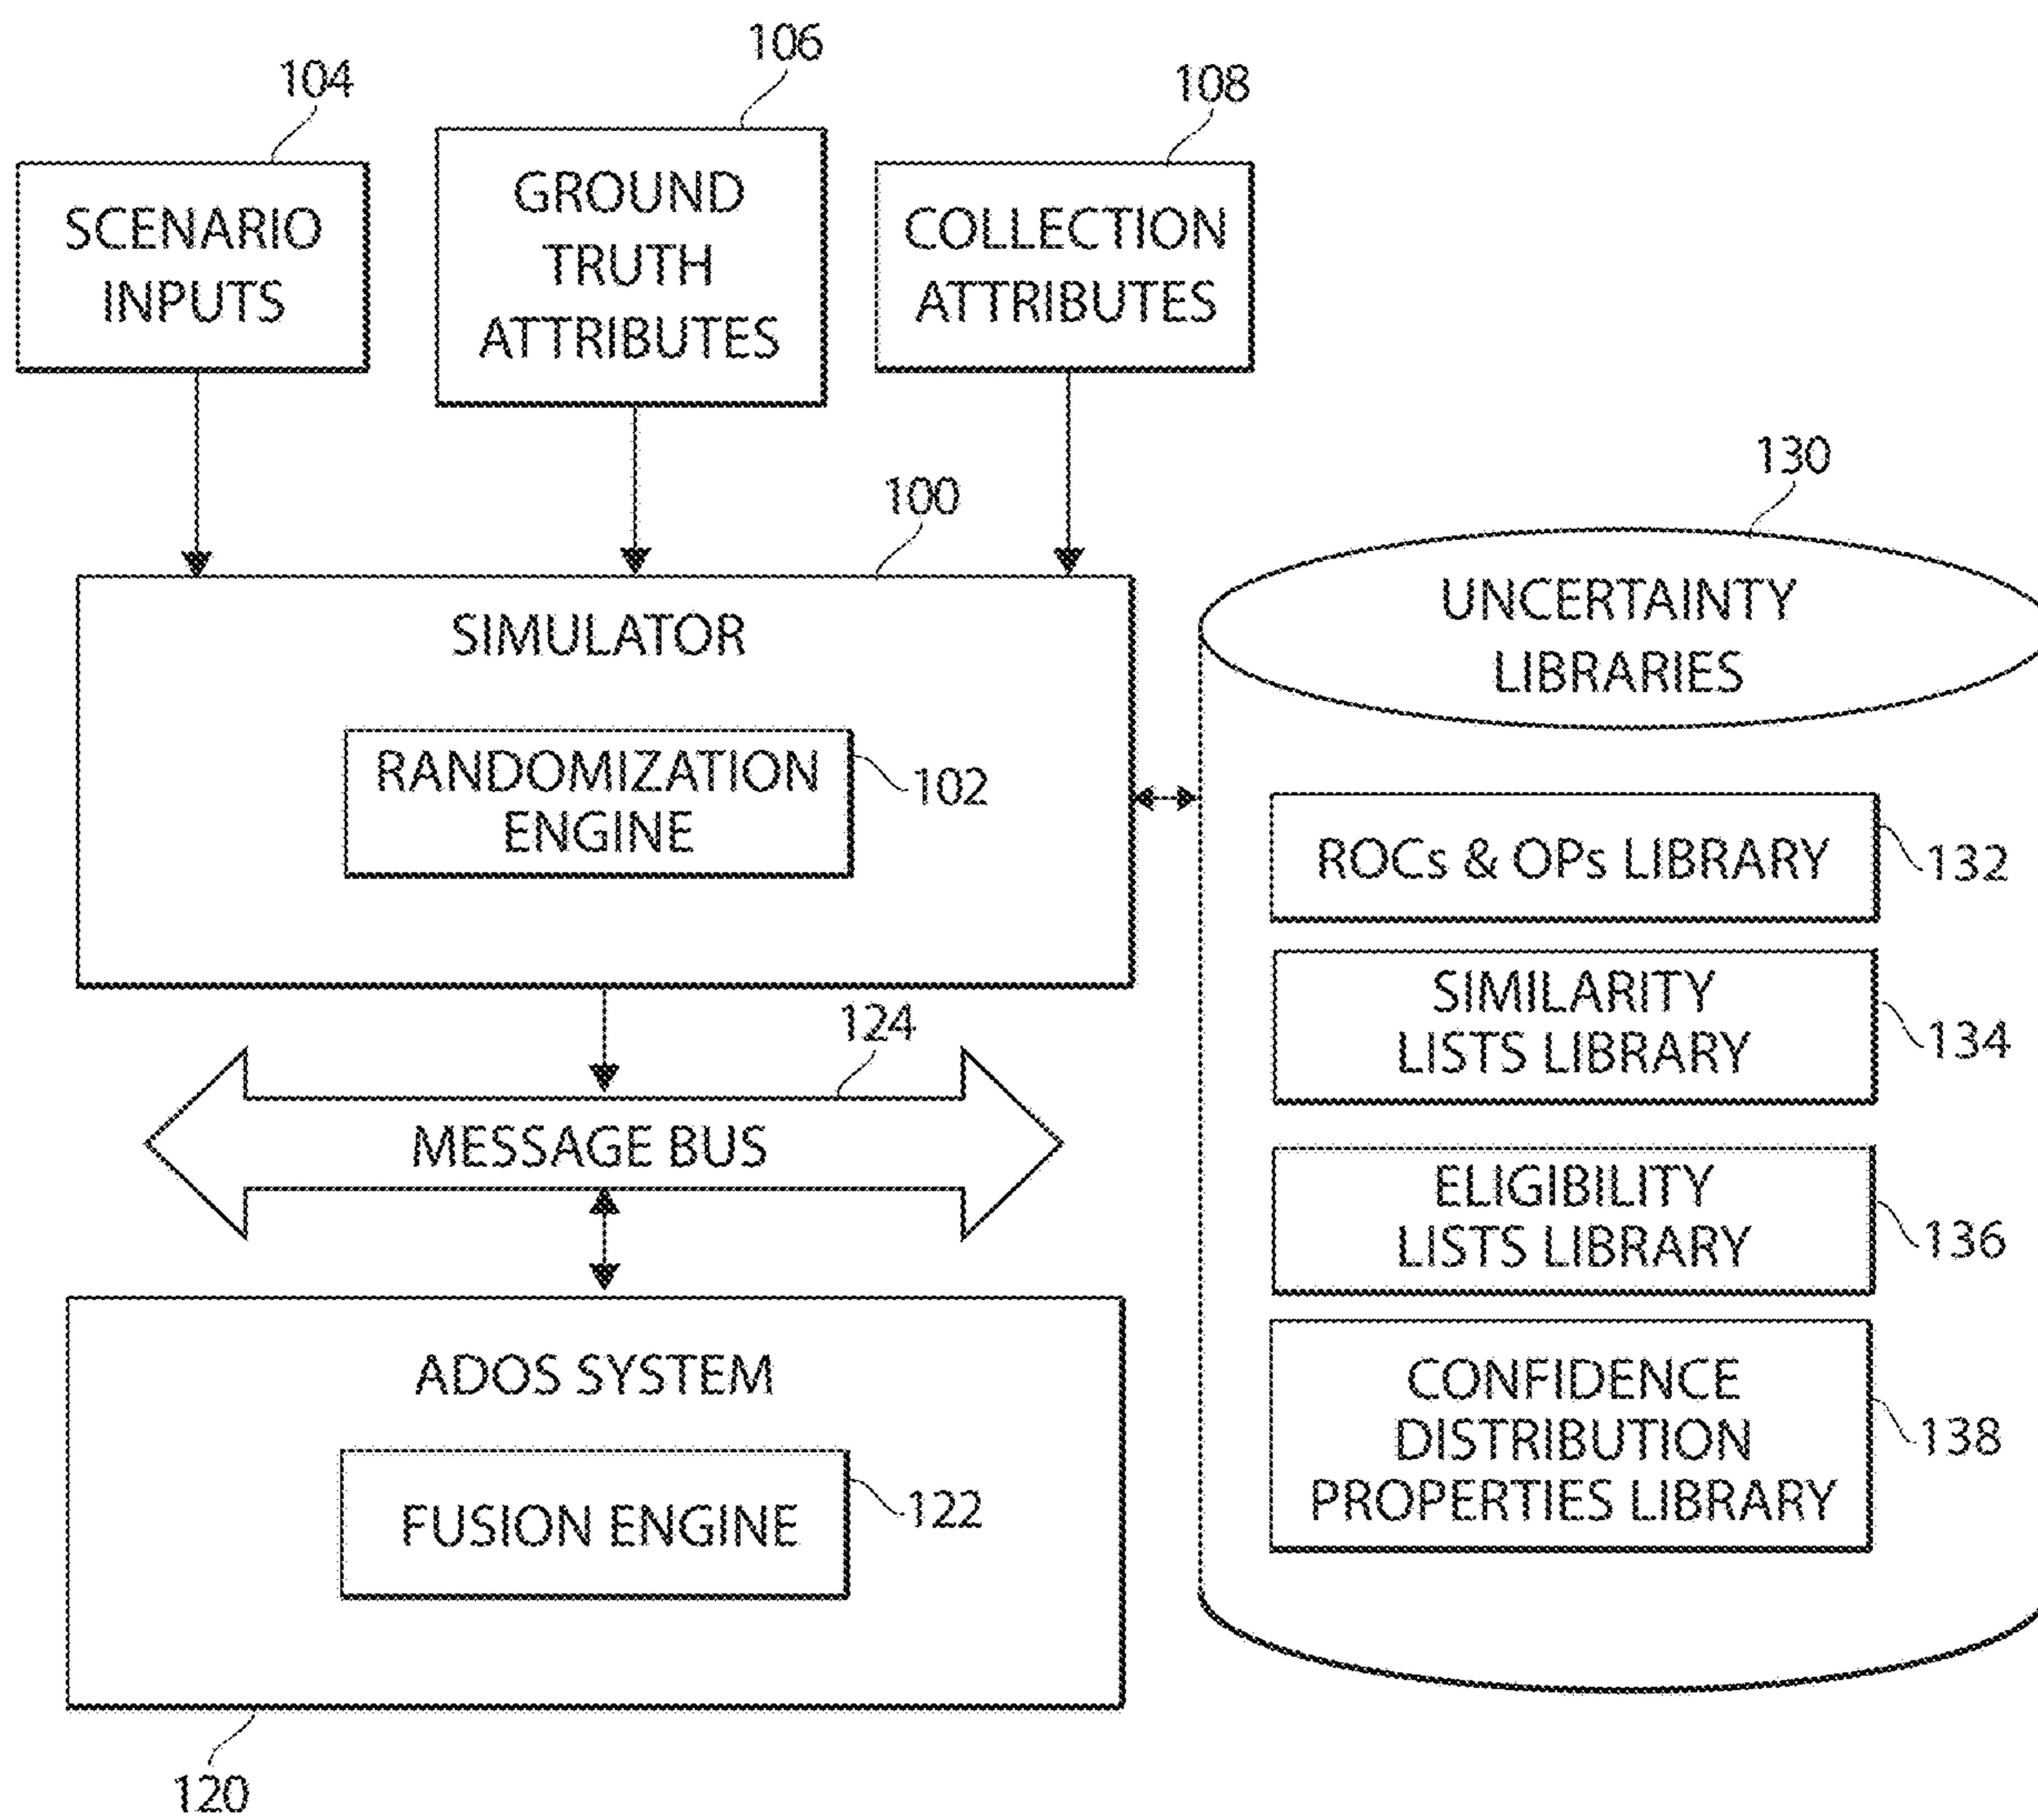 106
104
108
SCENARIO
INPUTS
GROUND
TRUTH
ATTRIBUTES
COLLECTION
ATTRIBUTES
100
130
SIMULATOR
RANDOMIZATION
ENGINE
102
UNCERTAINTY
LIBRARIES
ROCs & OPs LIBRARY
132
SIMILARITY
LISTS LIBRARY
134
ELIGIBILITY
LISTS LIBRARY
136
CONFIDENCE
DISTRIBUTION
PROPERTIES LIBRARY
138
124
MESSAGE BUS
ADOS SYSTEM
FUSION ENGINE
122
120